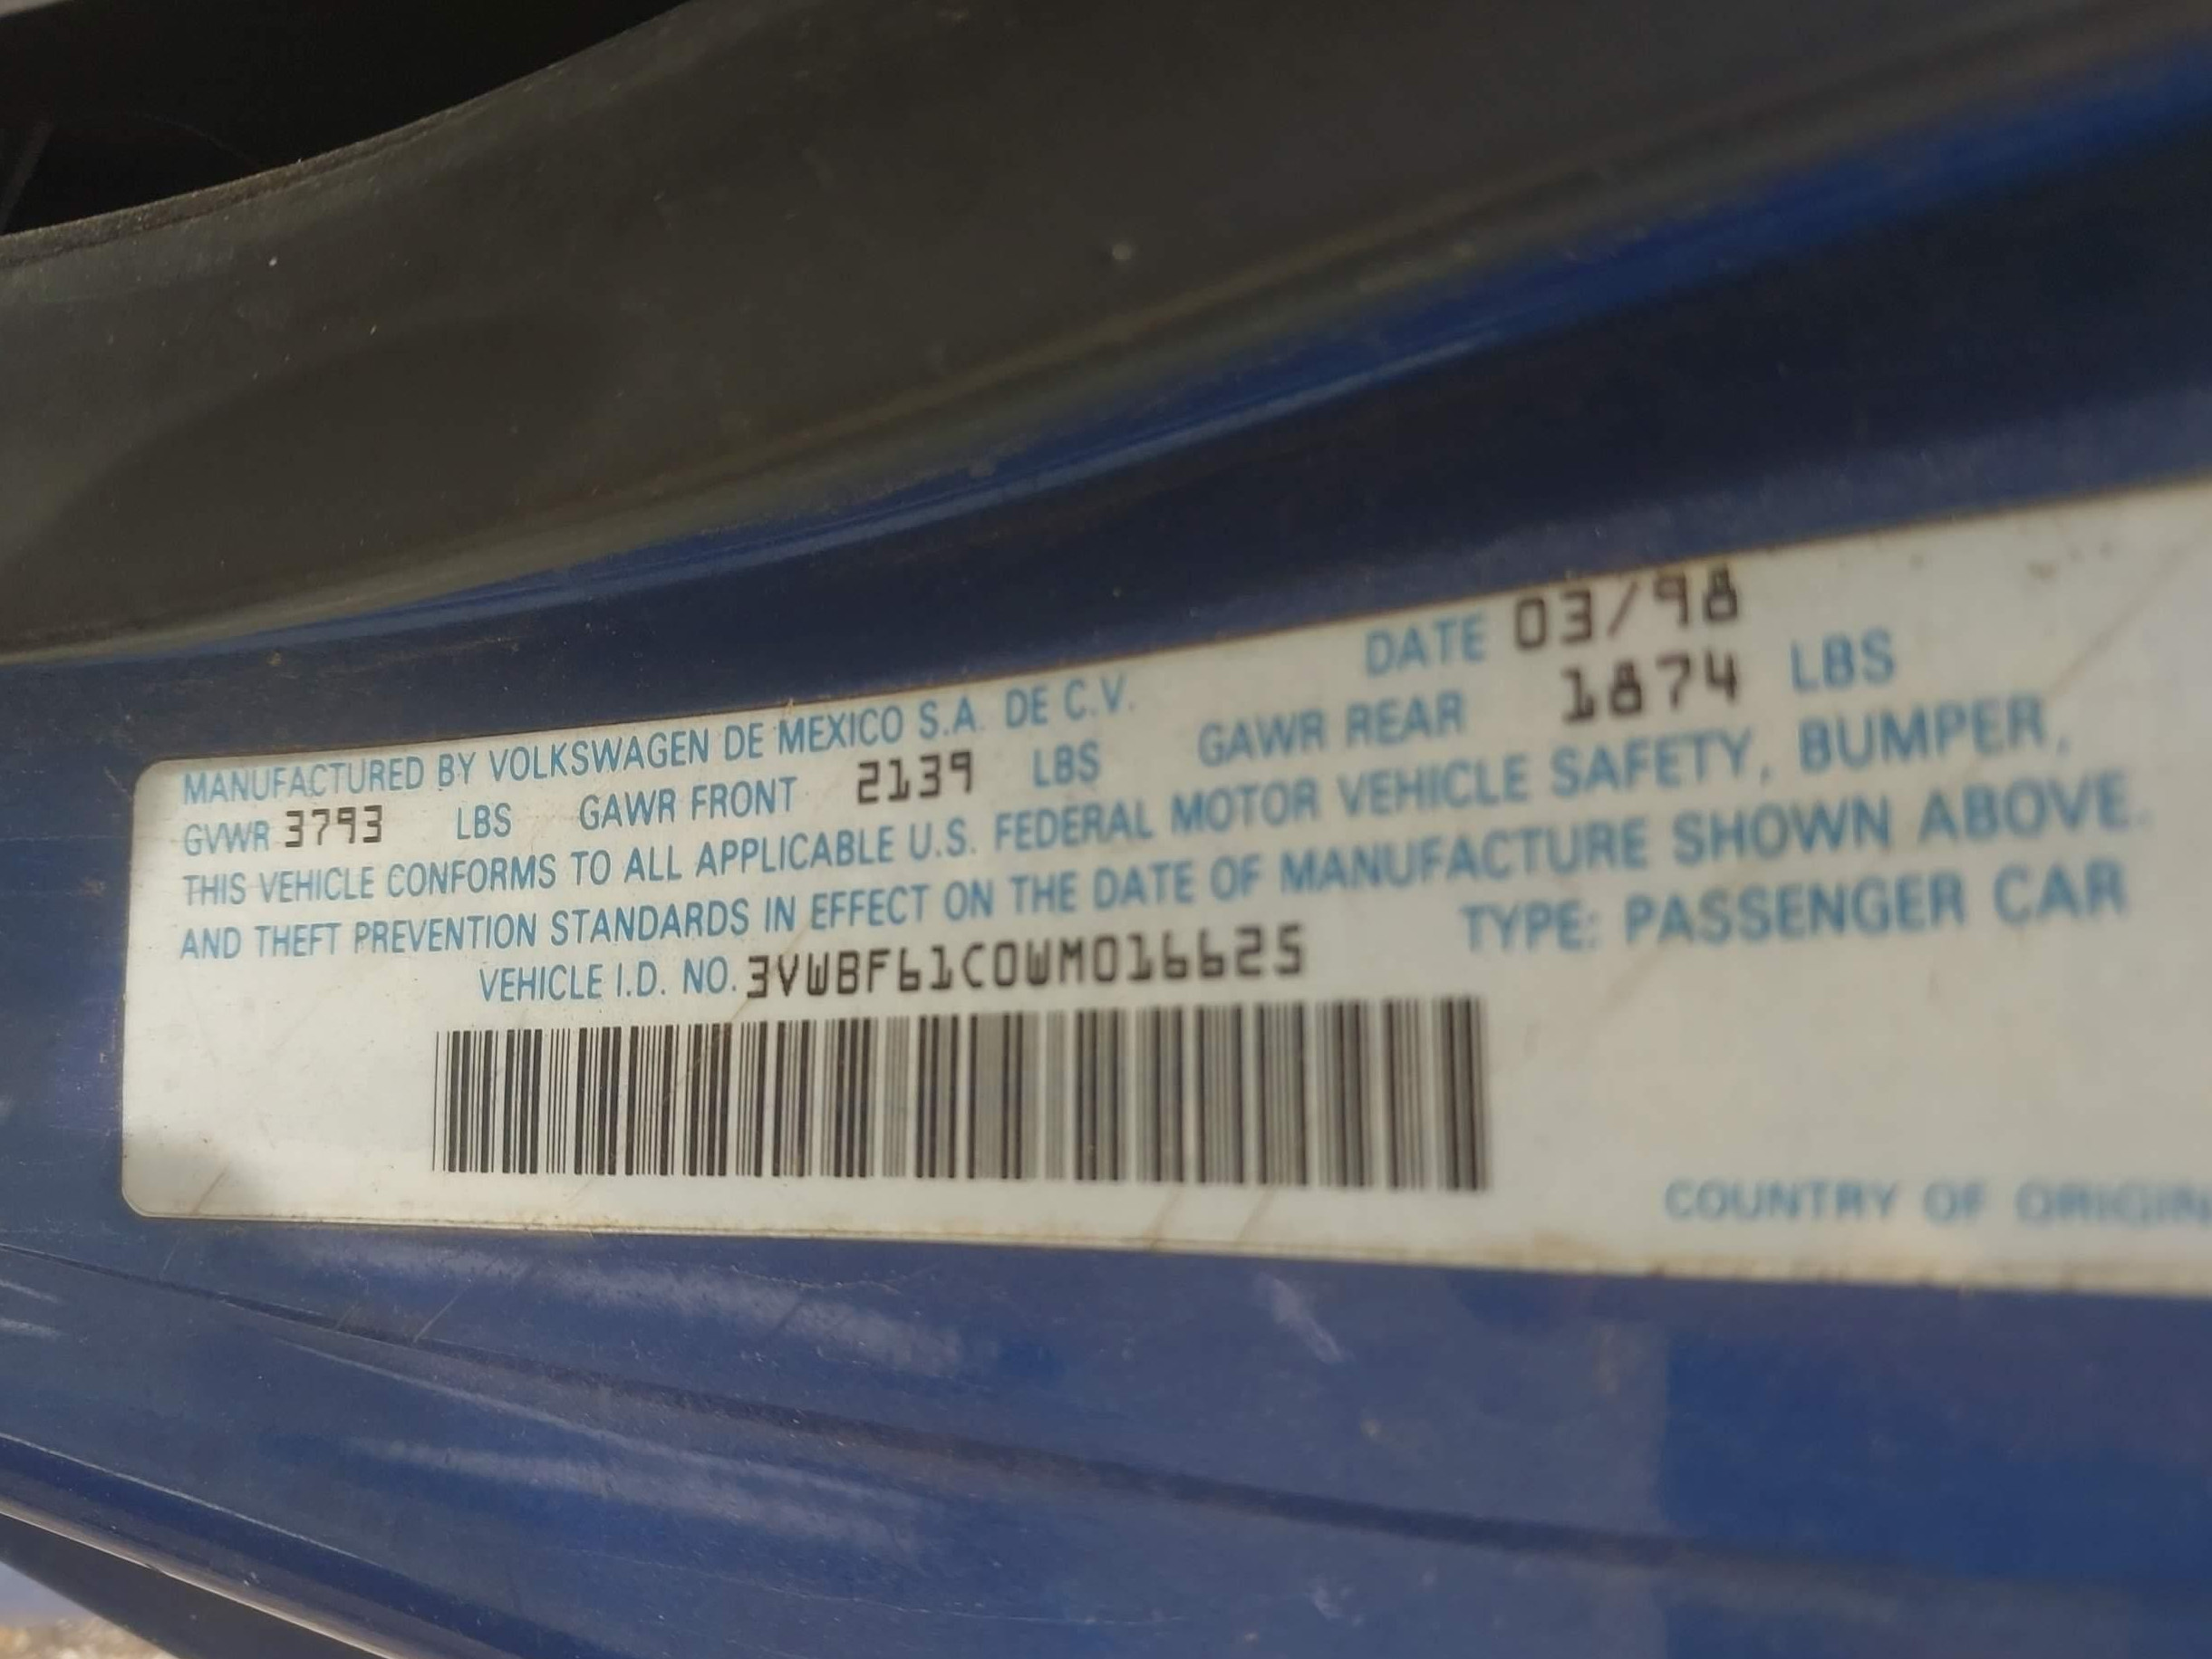 MANUFACTURED BY VOLKSWAGEN DE MEXICO S.A. DE C.V. DATE 03/98
GVWR 3793 LBS GAWR FRONT 2139 LBS GAWR REAR 1874 LBS
THIS VEHICLE CONFORMS TO ALL APPLICABLE U.S. FEDERAL MOTOR VEHICLE SAFETY, BUMPER,
AND THEFT PREVENTION STANDARDS IN EFFECT ON THE DATE OF MANUFACTURE SHOWN ABOVE.
VEHICLE I.D. NO. 3VWBF61C0WM016625 TYPE: PASSENGER CAR
COUNTRY OF ORIGIN